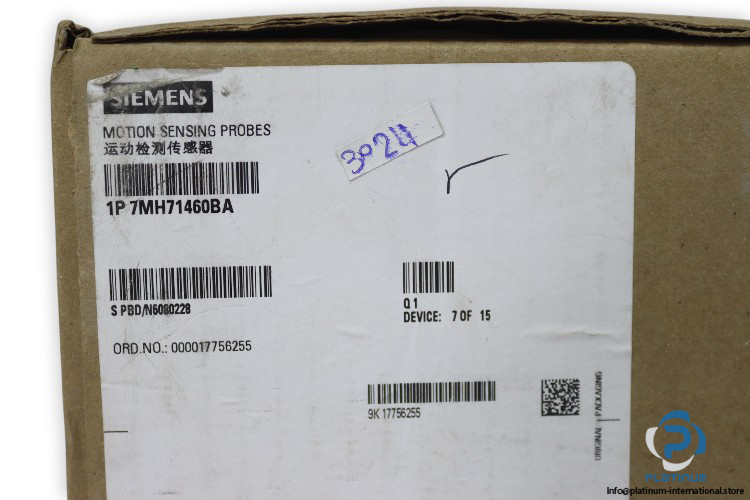 SIEMENS
MOTION SENSING PROBES
运动检测传感器
3024
1P 7MH71460BA
S PBD/N6080228
Q 1
DEVICE: 7 OF 15
ORD.NO.: 000017756255
9K 17756255
ORIGINAL PACKAGING
PLATINUM
Info@platinum-international.store